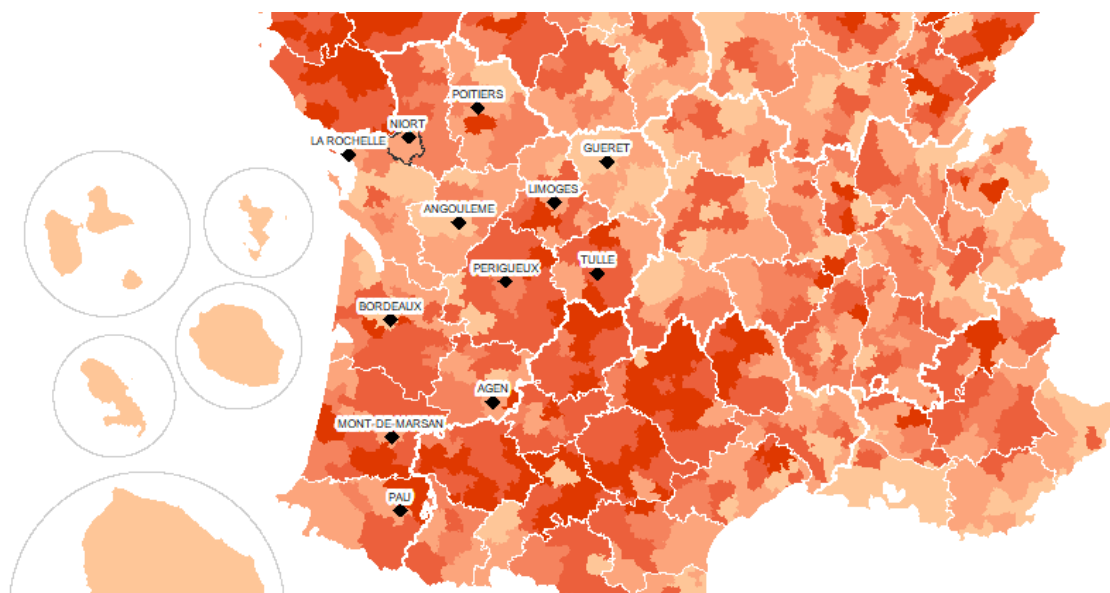 POITIERS
NIORT
LA ROCHELLE
GUERET
LIMOGES
ANGOULEME
TULLE
PERIGUEUX
BORDEAUX
AGEN
MONT-DE-MARSAN
PAU